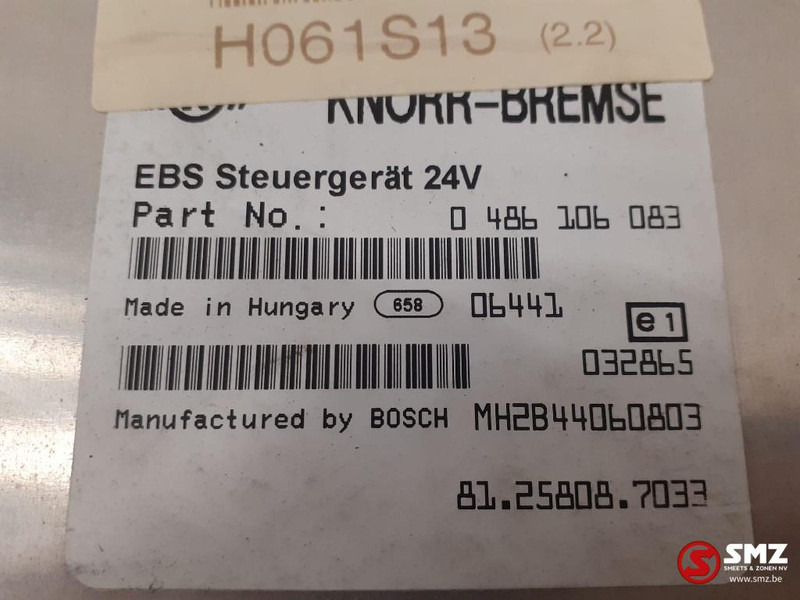 H061S13 (2.2)
KNORR-BREMSE
EBS Steuergerät 24V
Part No.: 0 486 106 083
Made in Hungary 658 06441
e1
032865
Manufactured by BOSCH MH2B44060803
81.25808.7033
SMZ
SMEETS & ZONEN NV
www.smz.be